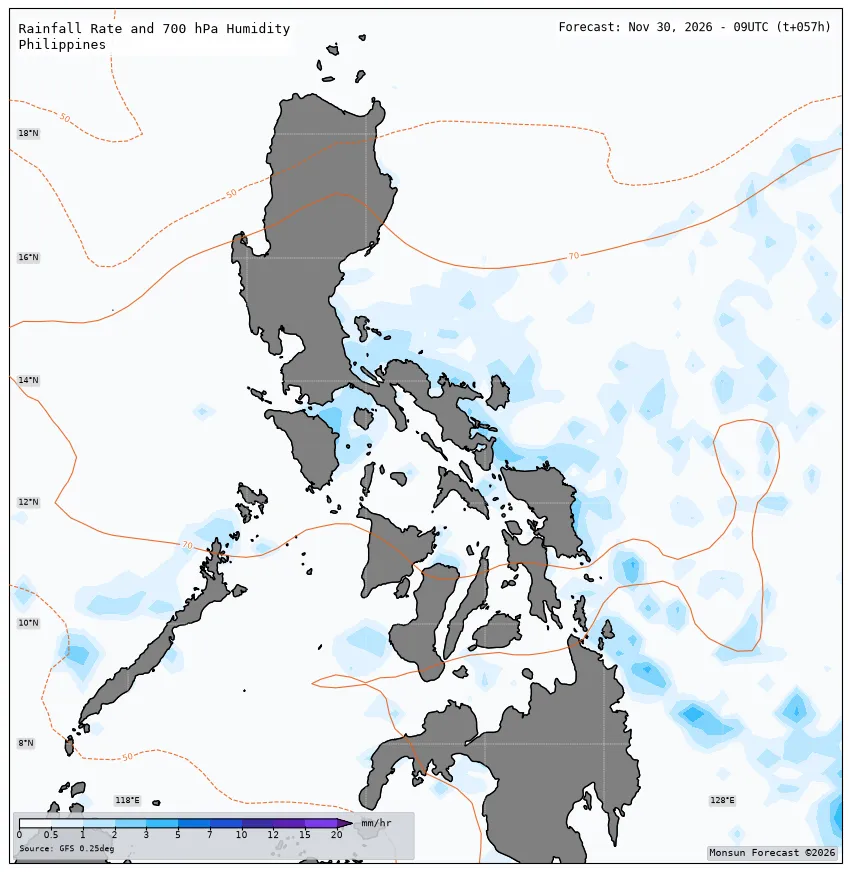 Rainfall Rate and 700 hPa Humidity
Philippines
Forecast: Nov 30, 2026 - 09UTC (t+057h)
50
18°N
50
16°N
70
14°N
12°N
70
10°N
8°N
50
118°E
128°E
0 0.5 1 2 3 5 7 10 12 15 20 mm/hr
Source: GFS 0.25deg
Monsun Forecast ©2026